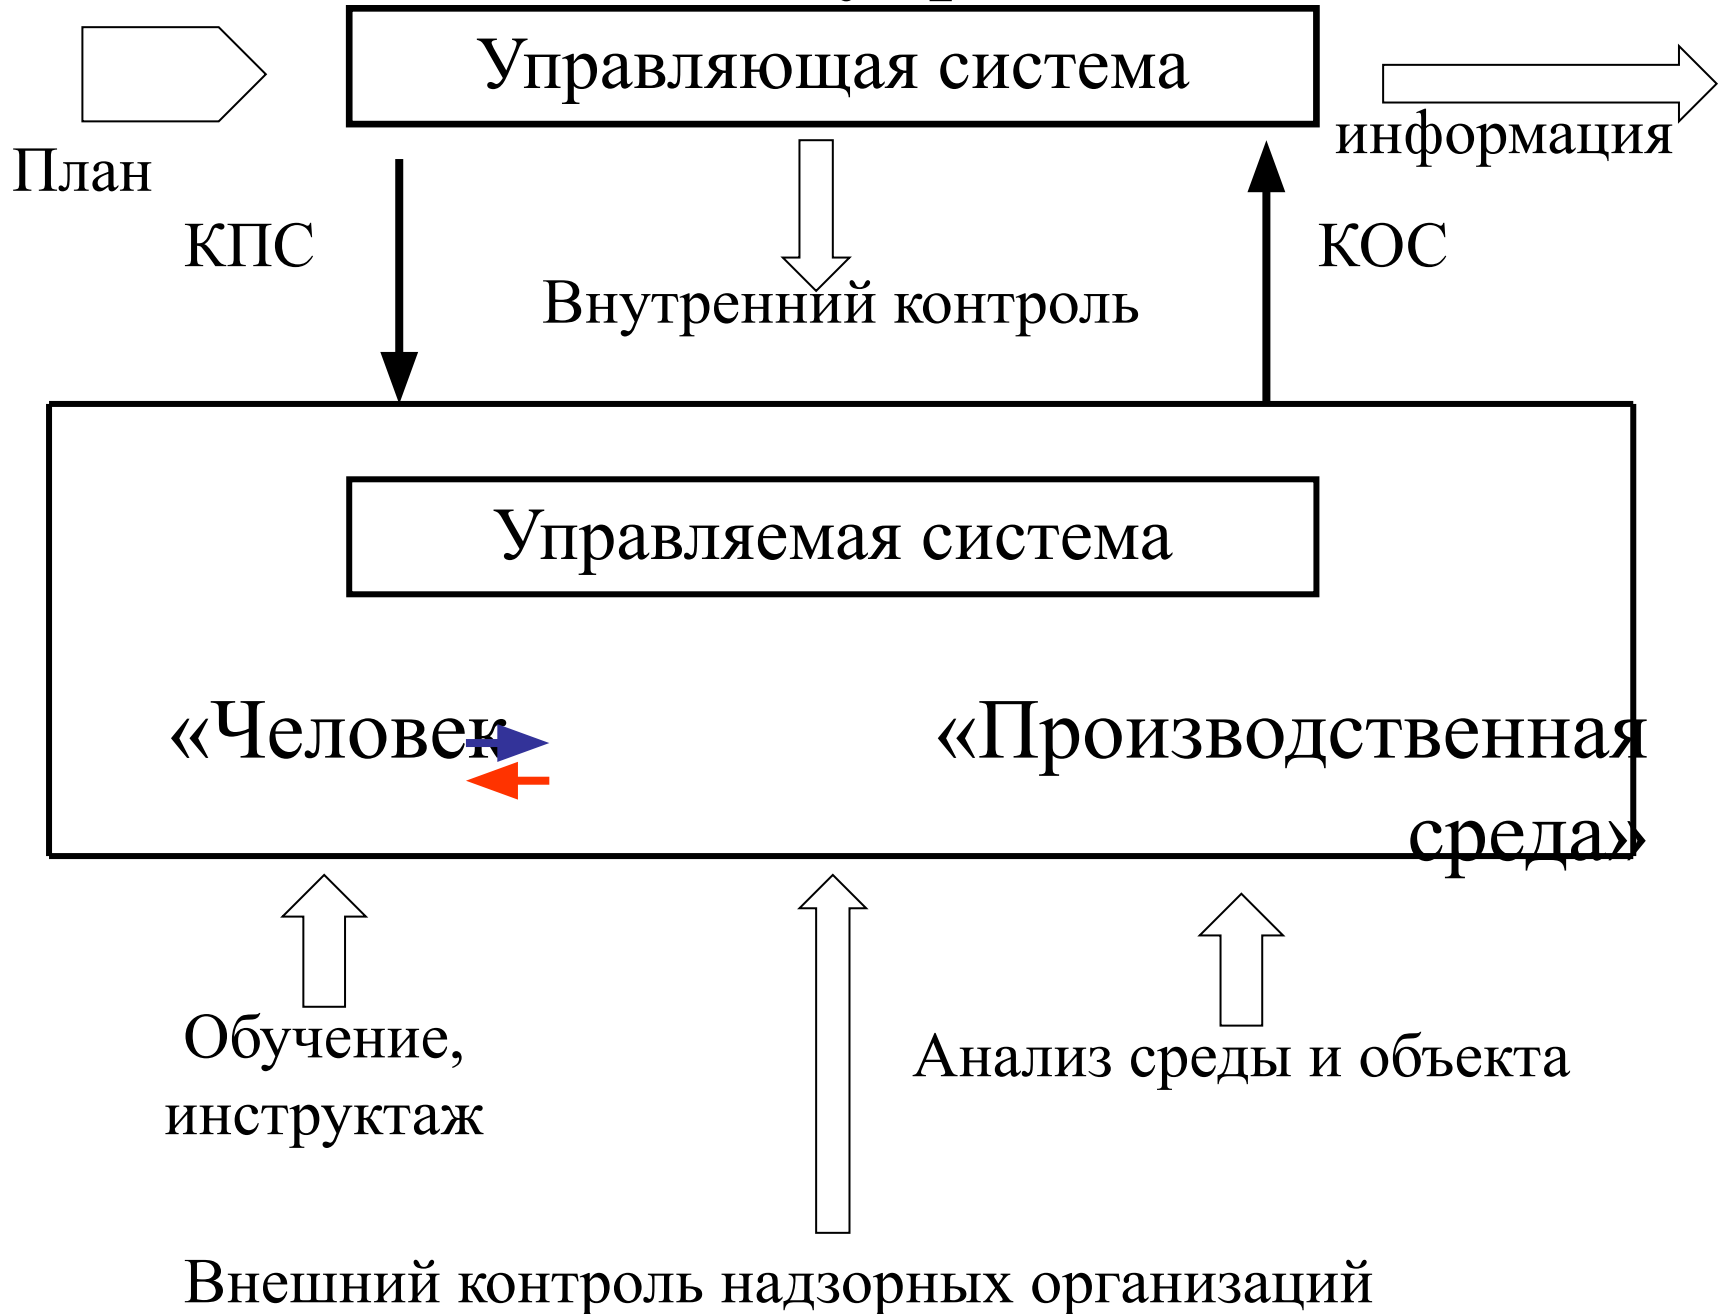 Управляющая система
информация
План
КПС
КОС
Внутренний контроль
Управляемая система
«Человек
«Производственная
среда»
Обучение,
инструктаж
Анализ среды и объекта
Внешний контроль надзорных организаций